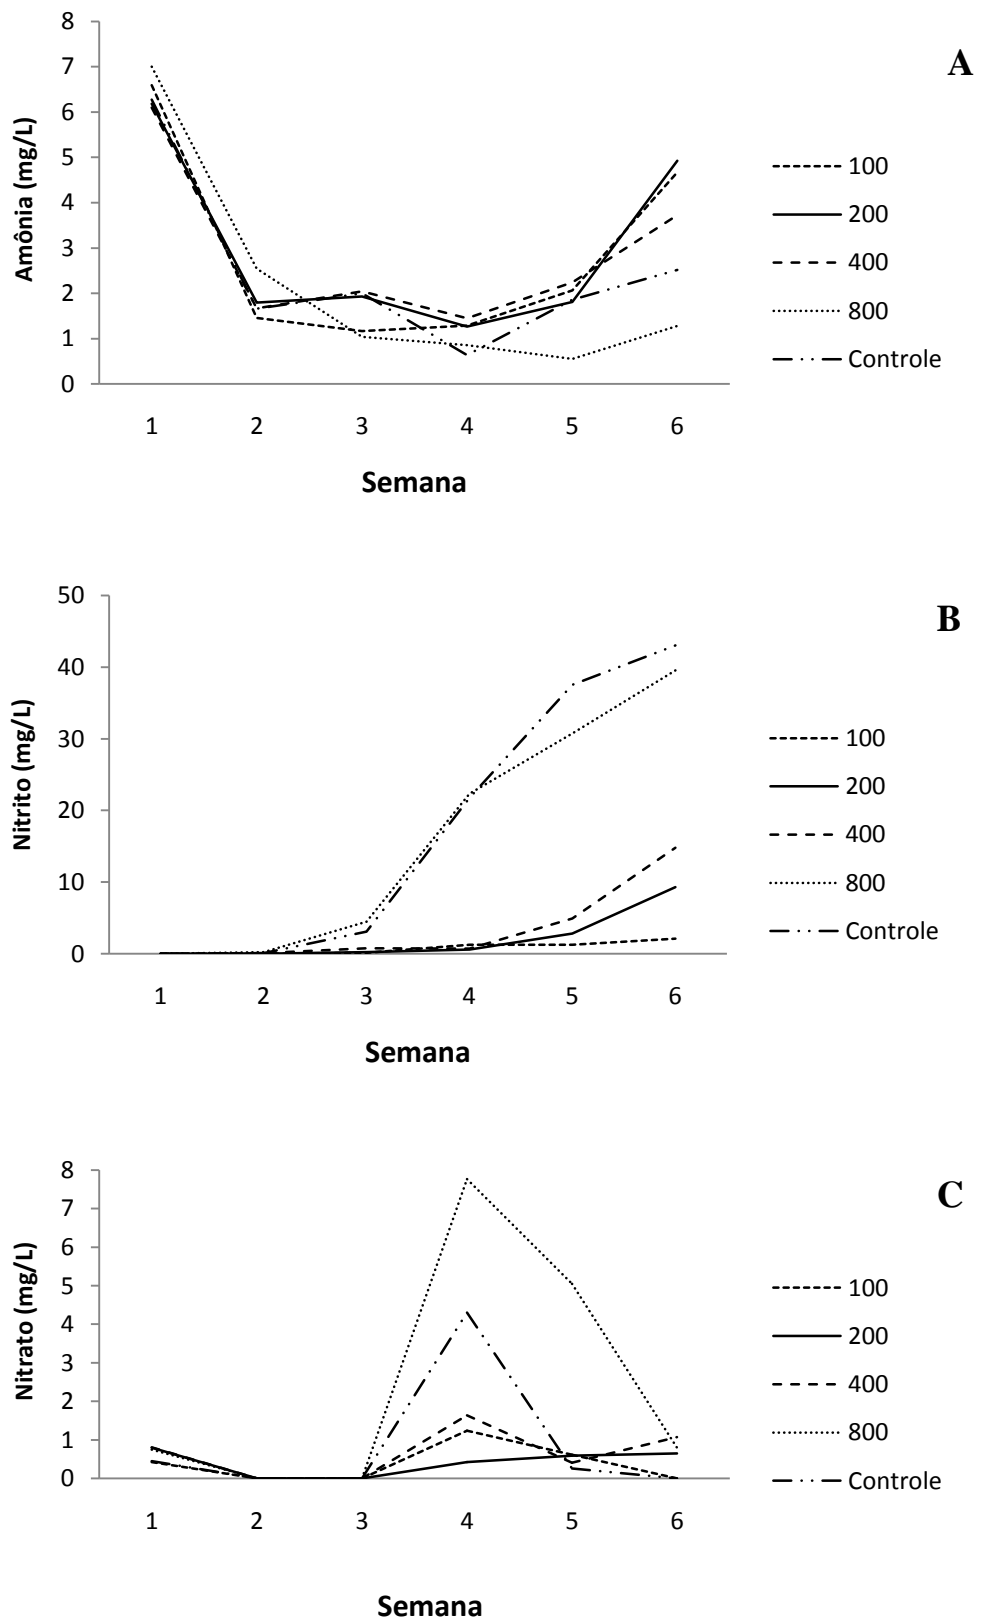 8
7
6
5
4
3
2
1
0
Amônia (mg/L)
1 2 3 4 5 6
Semana
A
100
200
400
800
Controle
50
40
30
20
10
0
Nitrito (mg/L)
1 2 3 4 5 6
Semana
B
100
200
400
800
Controle
8
7
6
5
4
3
2
1
0
Nitrato (mg/L)
1 2 3 4 5 6
Semana
C
100
200
400
800
Controle